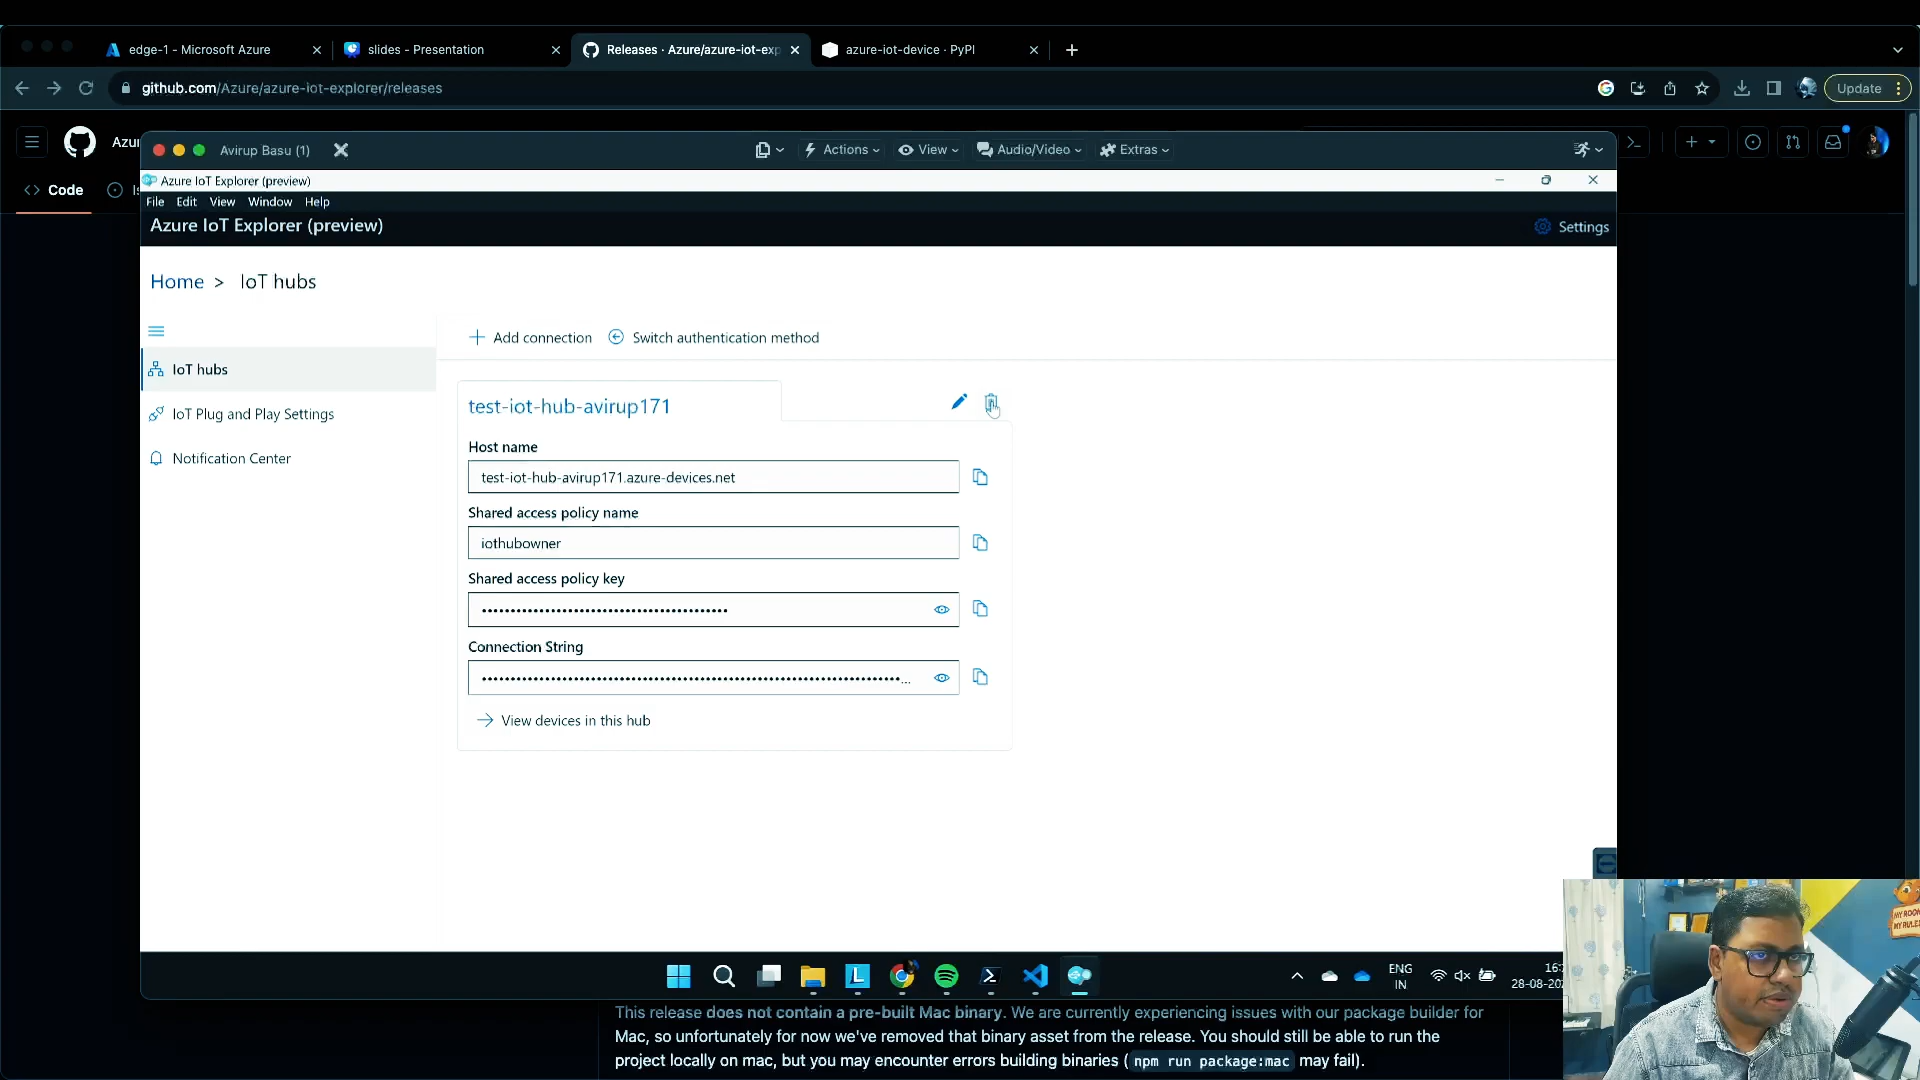 edge-1 - Microsoft Azure
slides - Presentation
Releases · Azure/azure-iot-exp
azure-iot-device · PyPI
github.com/Azure/azure-iot-explorer/releases
Update
Azur
Avirup Basu (1)
Actions
View
Audio/Video
Extras
Code
Is
Azure IoT Explorer (preview)
File Edit View Window Help
Azure IoT Explorer (preview)
Settings
Home > IoT hubs
Add connection
Switch authentication method
IoT hubs
IoT Plug and Play Settings
Notification Center
test-iot-hub-avirup171
Host name
test-iot-hub-avirup171.azure-devices.net
Shared access policy name
iothubowner
Shared access policy key
Connection String
View devices in this hub
ENG
IN
16:
28-08-202
MY ROOM
MY RULES
This release does not contain a pre-built Mac binary. We are currently experiencing issues with our package builder for
Mac, so unfortunately for now we've removed that binary asset from the release. You should still be able to run the
project locally on mac, but you may encounter errors building binaries (npm run package:mac may fail).